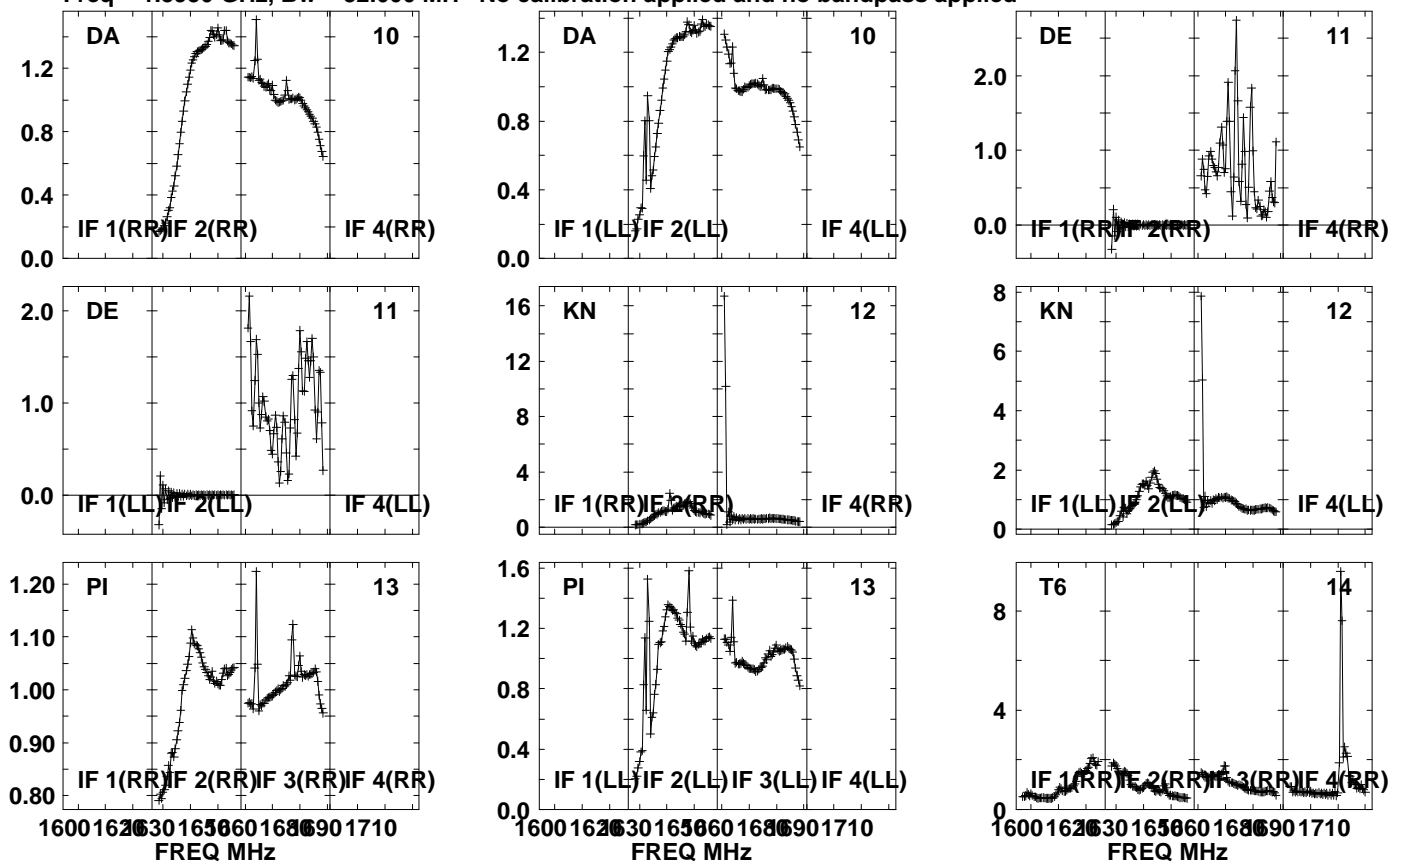 No calibration applied and no bandpass applied
DA 10
1.2
0.8
0.4
0.0
IF 1(RR) IF 2(RR) IF 4(RR)
DA 10
1.2
0.8
0.4
0.0
IF 1(LL) IF 2(LL) IF 4(LL)
DE 11
2.0
1.0
0.0
IF 1(RR) IF 2(RR) IF 4(RR)
DE 11
2.0
1.0
0.0
IF 1(LL) IF 2(LL) IF 4(LL)
KN 12
16
12
8
4
0
IF 1(RR) IF 2(RR) IF 4(RR)
KN 12
8
6
4
2
0
IF 1(LL) IF 2(LL) IF 4(LL)
PI 13
1.20
1.10
1.00
0.90
0.80
IF 1(RR) IF 2(RR) IF 3(RR) IF 4(RR)
1600 1620 1630 1650 1660 1680 1690 1710
FREQ MHz
PI 13
1.6
1.2
0.8
0.4
0.0
IF 1(LL) IF 2(LL) IF 3(LL) IF 4(LL)
1600 1620 1630 1650 1660 1680 1690 1710
FREQ MHz
T6 14
8
4
0
IF 1(RR) IF 2(RR) IF 3(RR) IF 4(RR)
1600 1620 1630 1650 1660 1680 1690 1710
FREQ MHz